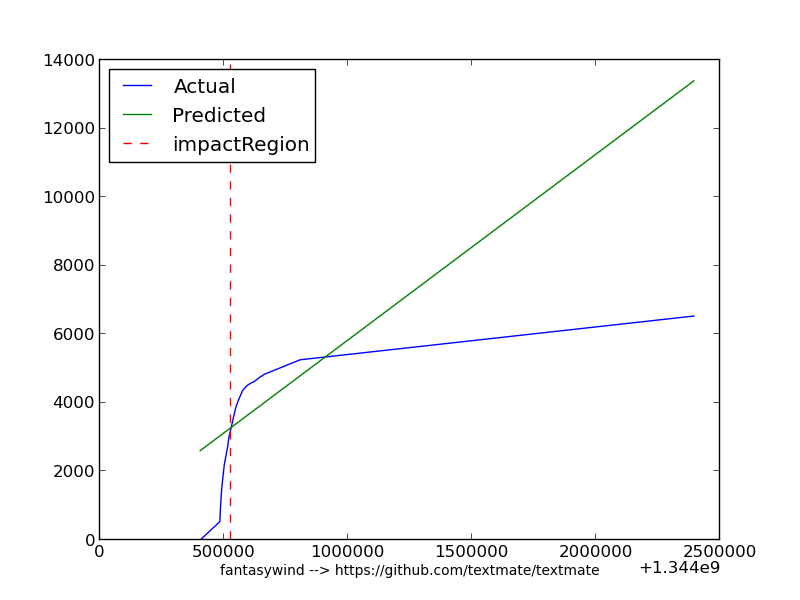 14000
12000
10000
8000
6000
4000
2000
0
Actual
Predicted
impactRegion
0 500000 1000000 1500000 2000000 2500000
+1.344e9
fantasywind --> https://github.com/textmate/textmate